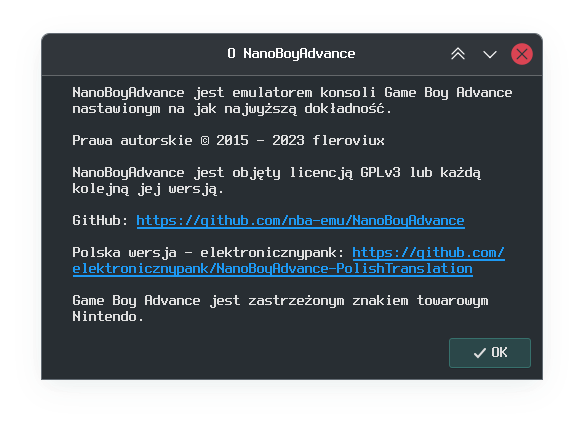 O NanoBoyAdvance
NanoBoyAdvance jest emulatorem konsoli Game Boy Advance
nastawionym na jak najwyższą dokładność.
Prawa autorskie © 2015 - 2023 fleroviux
NanoBoyAdvance jest objęty licencją GPLv3 lub każdą
kolejną jej wersją.
GitHub: https://github.com/nba-emu/NanoBoyAdvance
Polska wersja - elektronicznypank: https://github.com/
elektronicznypank/NanoBoyAdvance-PolishTranslation
Game Boy Advance jest zastrzeżonym znakiem towarowym
Nintendo.
OK